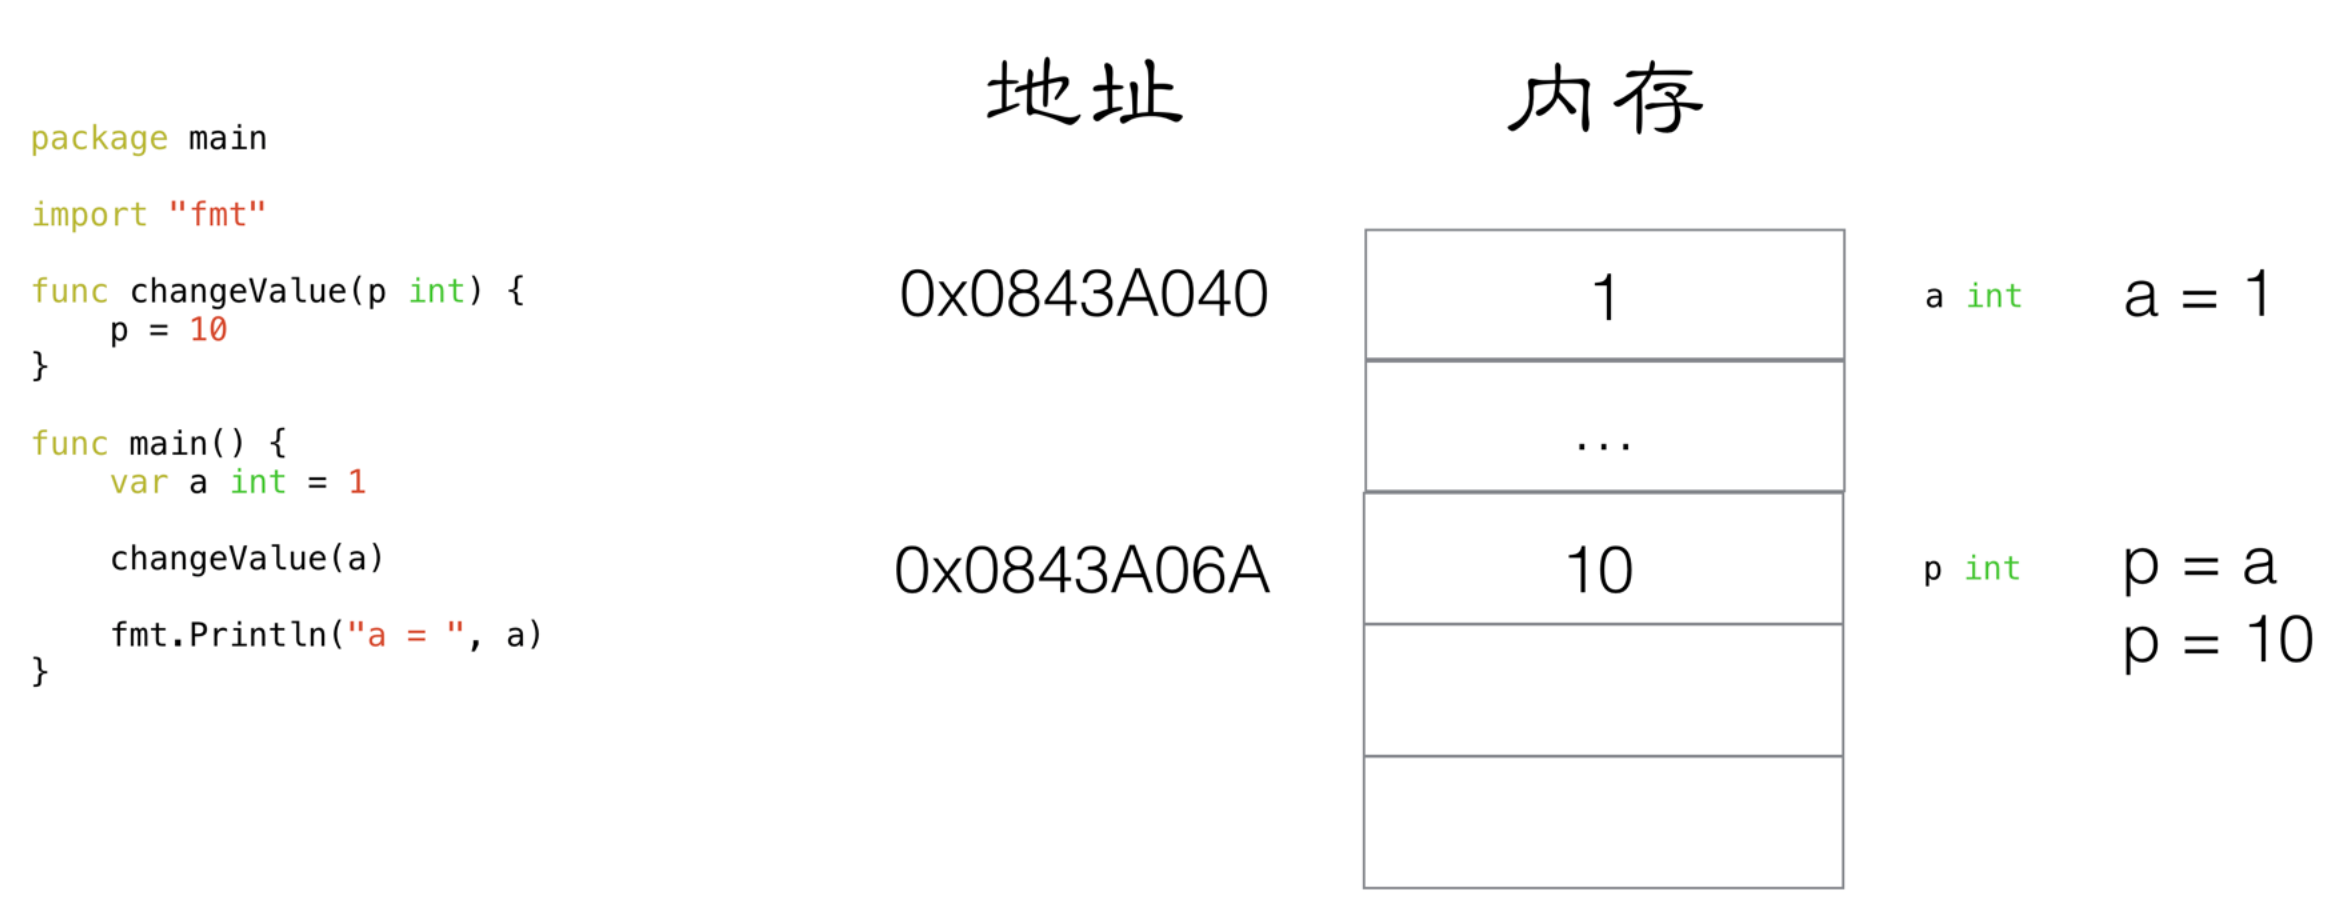 package main
import "fmt"
func changeValue(p int) {
    p = 10
}
func main() {
    var a int = 1
    changeValue(a)
    fmt.Println("a = ", a)
}
地址 内存
0x0843A040 1 a int a = 1
...
0x0843A06A 10 p int p = a
p = 10